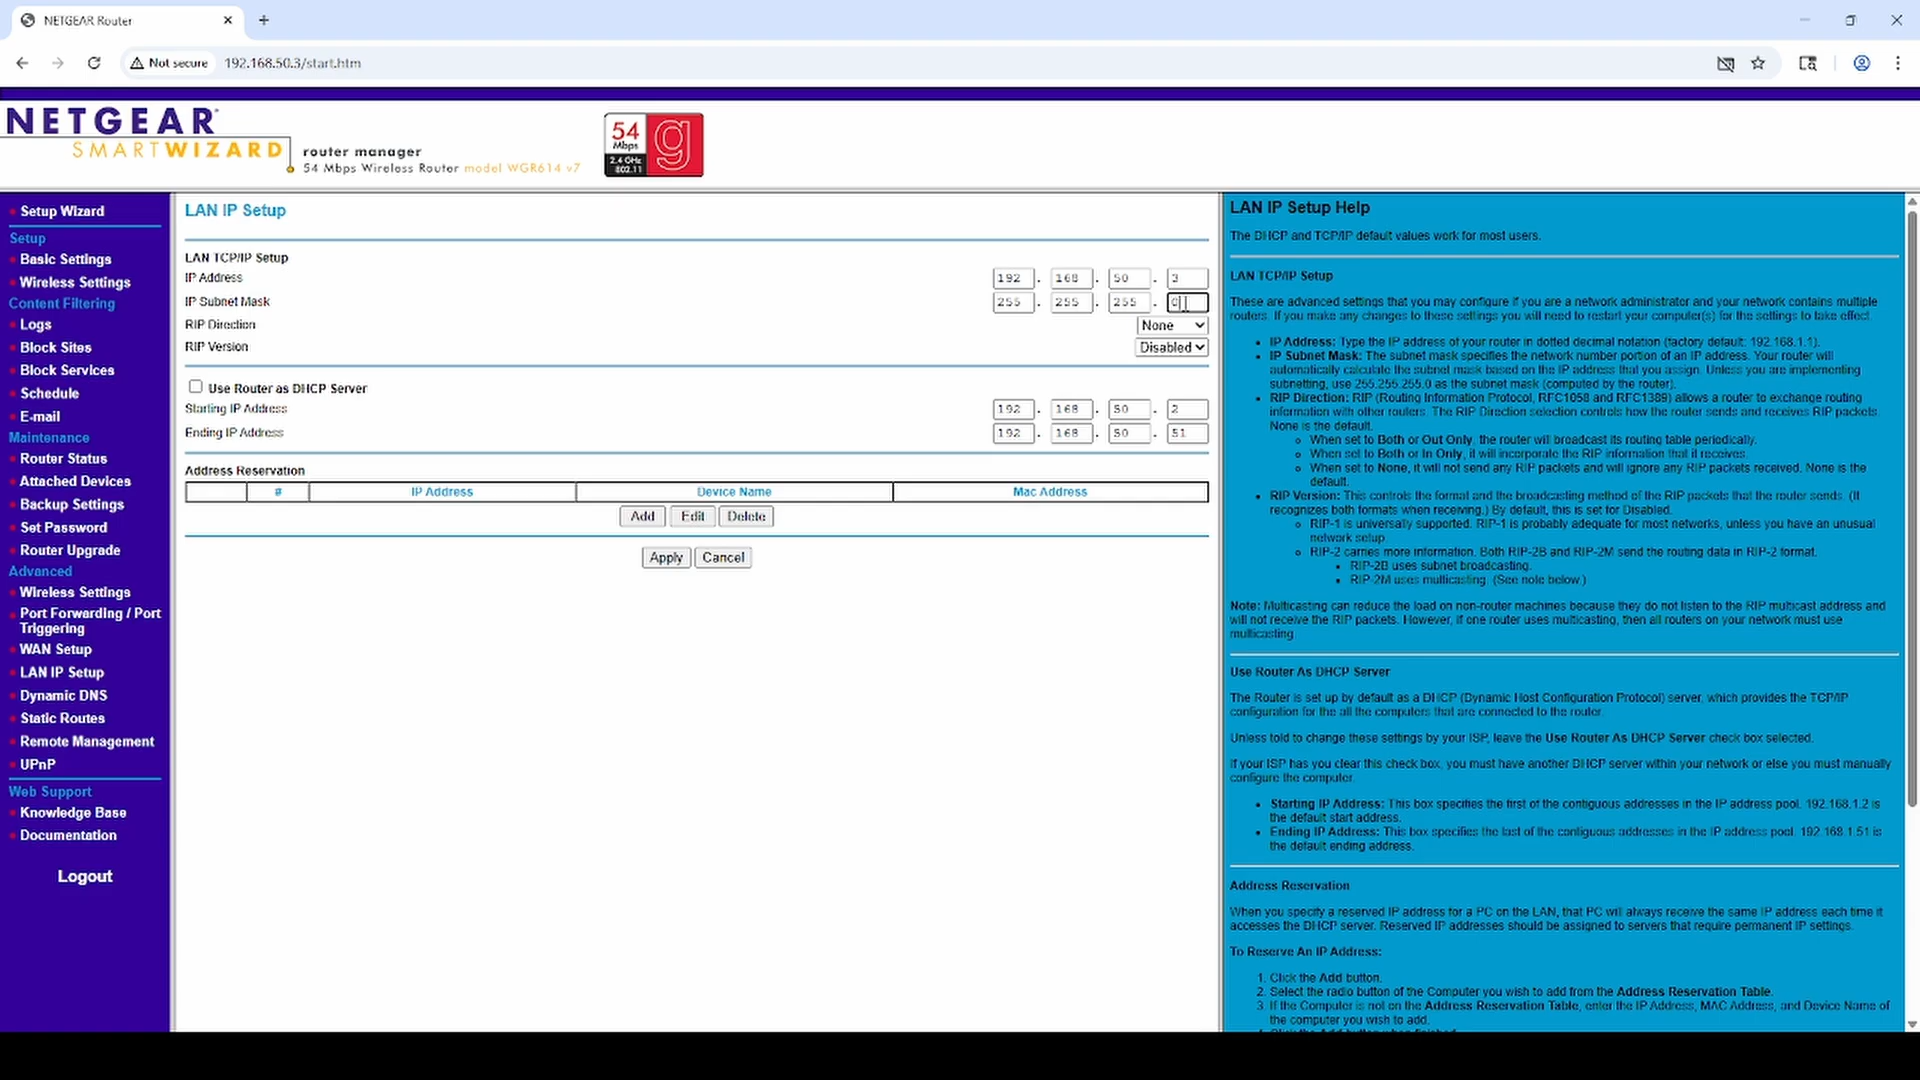 NETGEAR Router
Not secure
192.168.50.3/start.htm
NETGEAR
SMARTWIZARD
router manager
54 Mbps Wireless Router model WGR614 v7
54
Mbps
2.4 GHz
802.11
g
Setup Wizard
Setup
Basic Settings
Wireless Settings
Content Filtering
Logs
Block Sites
Block Services
Schedule
E-mail
Maintenance
Router Status
Attached Devices
Backup Settings
Set Password
Router Upgrade
Advanced
Wireless Settings
Port Forwarding / Port
Triggering
WAN Setup
LAN IP Setup
Dynamic DNS
Static Routes
Remote Management
UPnP
Web Support
Knowledge Base
Documentation
Logout
LAN IP Setup
LAN TCP/IP Setup
IP Address 192 . 168 . 50 . 3
IP Subnet Mask 255 . 255 . 255 . 0
RIP Direction None
RIP Version Disabled
Use Router as DHCP Server
Starting IP Address 192 . 168 . 50 . 2
Ending IP Address 192 . 168 . 50 . 51
Address Reservation
# IP Address Device Name Mac Address
Add Edit Delete
Apply Cancel
LAN IP Setup Help
The DHCP and TCP/IP default values work for most users.
LAN TCP/IP Setup
These are advanced settings that you may configure if you are a network administrator and your network contains multiple
routers. If you make any changes to these settings you will need to restart your computer(s) for the settings to take effect.
• IP Address: Type the IP address of your router in dotted decimal notation (factory default: 192.168.1.1).
• IP Subnet Mask: The subnet mask specifies the network number portion of an IP address. Your router will
automatically calculate the subnet mask based on the IP address that you assign. Unless you are implementing
subnetting, use 255.255.255.0 as the subnet mask (computed by the router).
• RIP Direction: RIP (Routing Information Protocol, RFC1058 and RFC1389) allows a router to exchange routing
information with other routers. The RIP Direction selection controls how the router sends and receives RIP packets.
None is the default.
When set to Both or Out Only, the router will broadcast its routing table periodically.
When set to Both or In Only, it will incorporate the RIP information that it receives.
When set to None, it will not send any RIP packets and will ignore any RIP packets received. None is the
default.
• RIP Version: This controls the format and the broadcasting method of the RIP packets that the router sends. (It
recognizes both formats when receiving.) By default, this is set for Disabled.
RIP-1 is universally supported. RIP-1 is probably adequate for most networks, unless you have an unusual
network setup.
RIP-2 carries more information. Both RIP-2B and RIP-2M send the routing data in RIP-2 format.
RIP-2B uses subnet broadcasting.
RIP-2M uses multicasting. (See note below.)
Note: Multicasting can reduce the load on non-router machines because they do not listen to the RIP multicast address and
will not receive the RIP packets. However, if one router uses multicasting, then all routers on your network must use
multicasting.
Use Router As DHCP Server
The Router is set up by default as a DHCP (Dynamic Host Configuration Protocol) server, which provides the TCP/IP
configuration for the all the computers that are connected to the router.
Unless told to change these settings by your ISP, leave the Use Router As DHCP Server check box selected.
If your ISP has you clear this check box, you must have another DHCP server within your network or else you must manually
configure the computer.
• Starting IP Address: This box specifies the first of the contiguous addresses in the IP address pool. 192.168.1.2 is
the default start address.
• Ending IP Address: This box specifies the last of the contiguous addresses in the IP address pool. 192.168.1.51 is
the default ending address.
Address Reservation
When you specify a reserved IP address for a PC on the LAN, that PC will always receive the same IP address each time it
accesses the DHCP server. Reserved IP addresses should be assigned to servers that require permanent IP settings.
To Reserve An IP Address:
1. Click the Add button.
2. Select the radio button of the Computer you wish to add from the Address Reservation Table.
3. If the Computer is not on the Address Reservation Table, enter the IP Address, MAC Address, and Device Name of
the computer you wish to add.